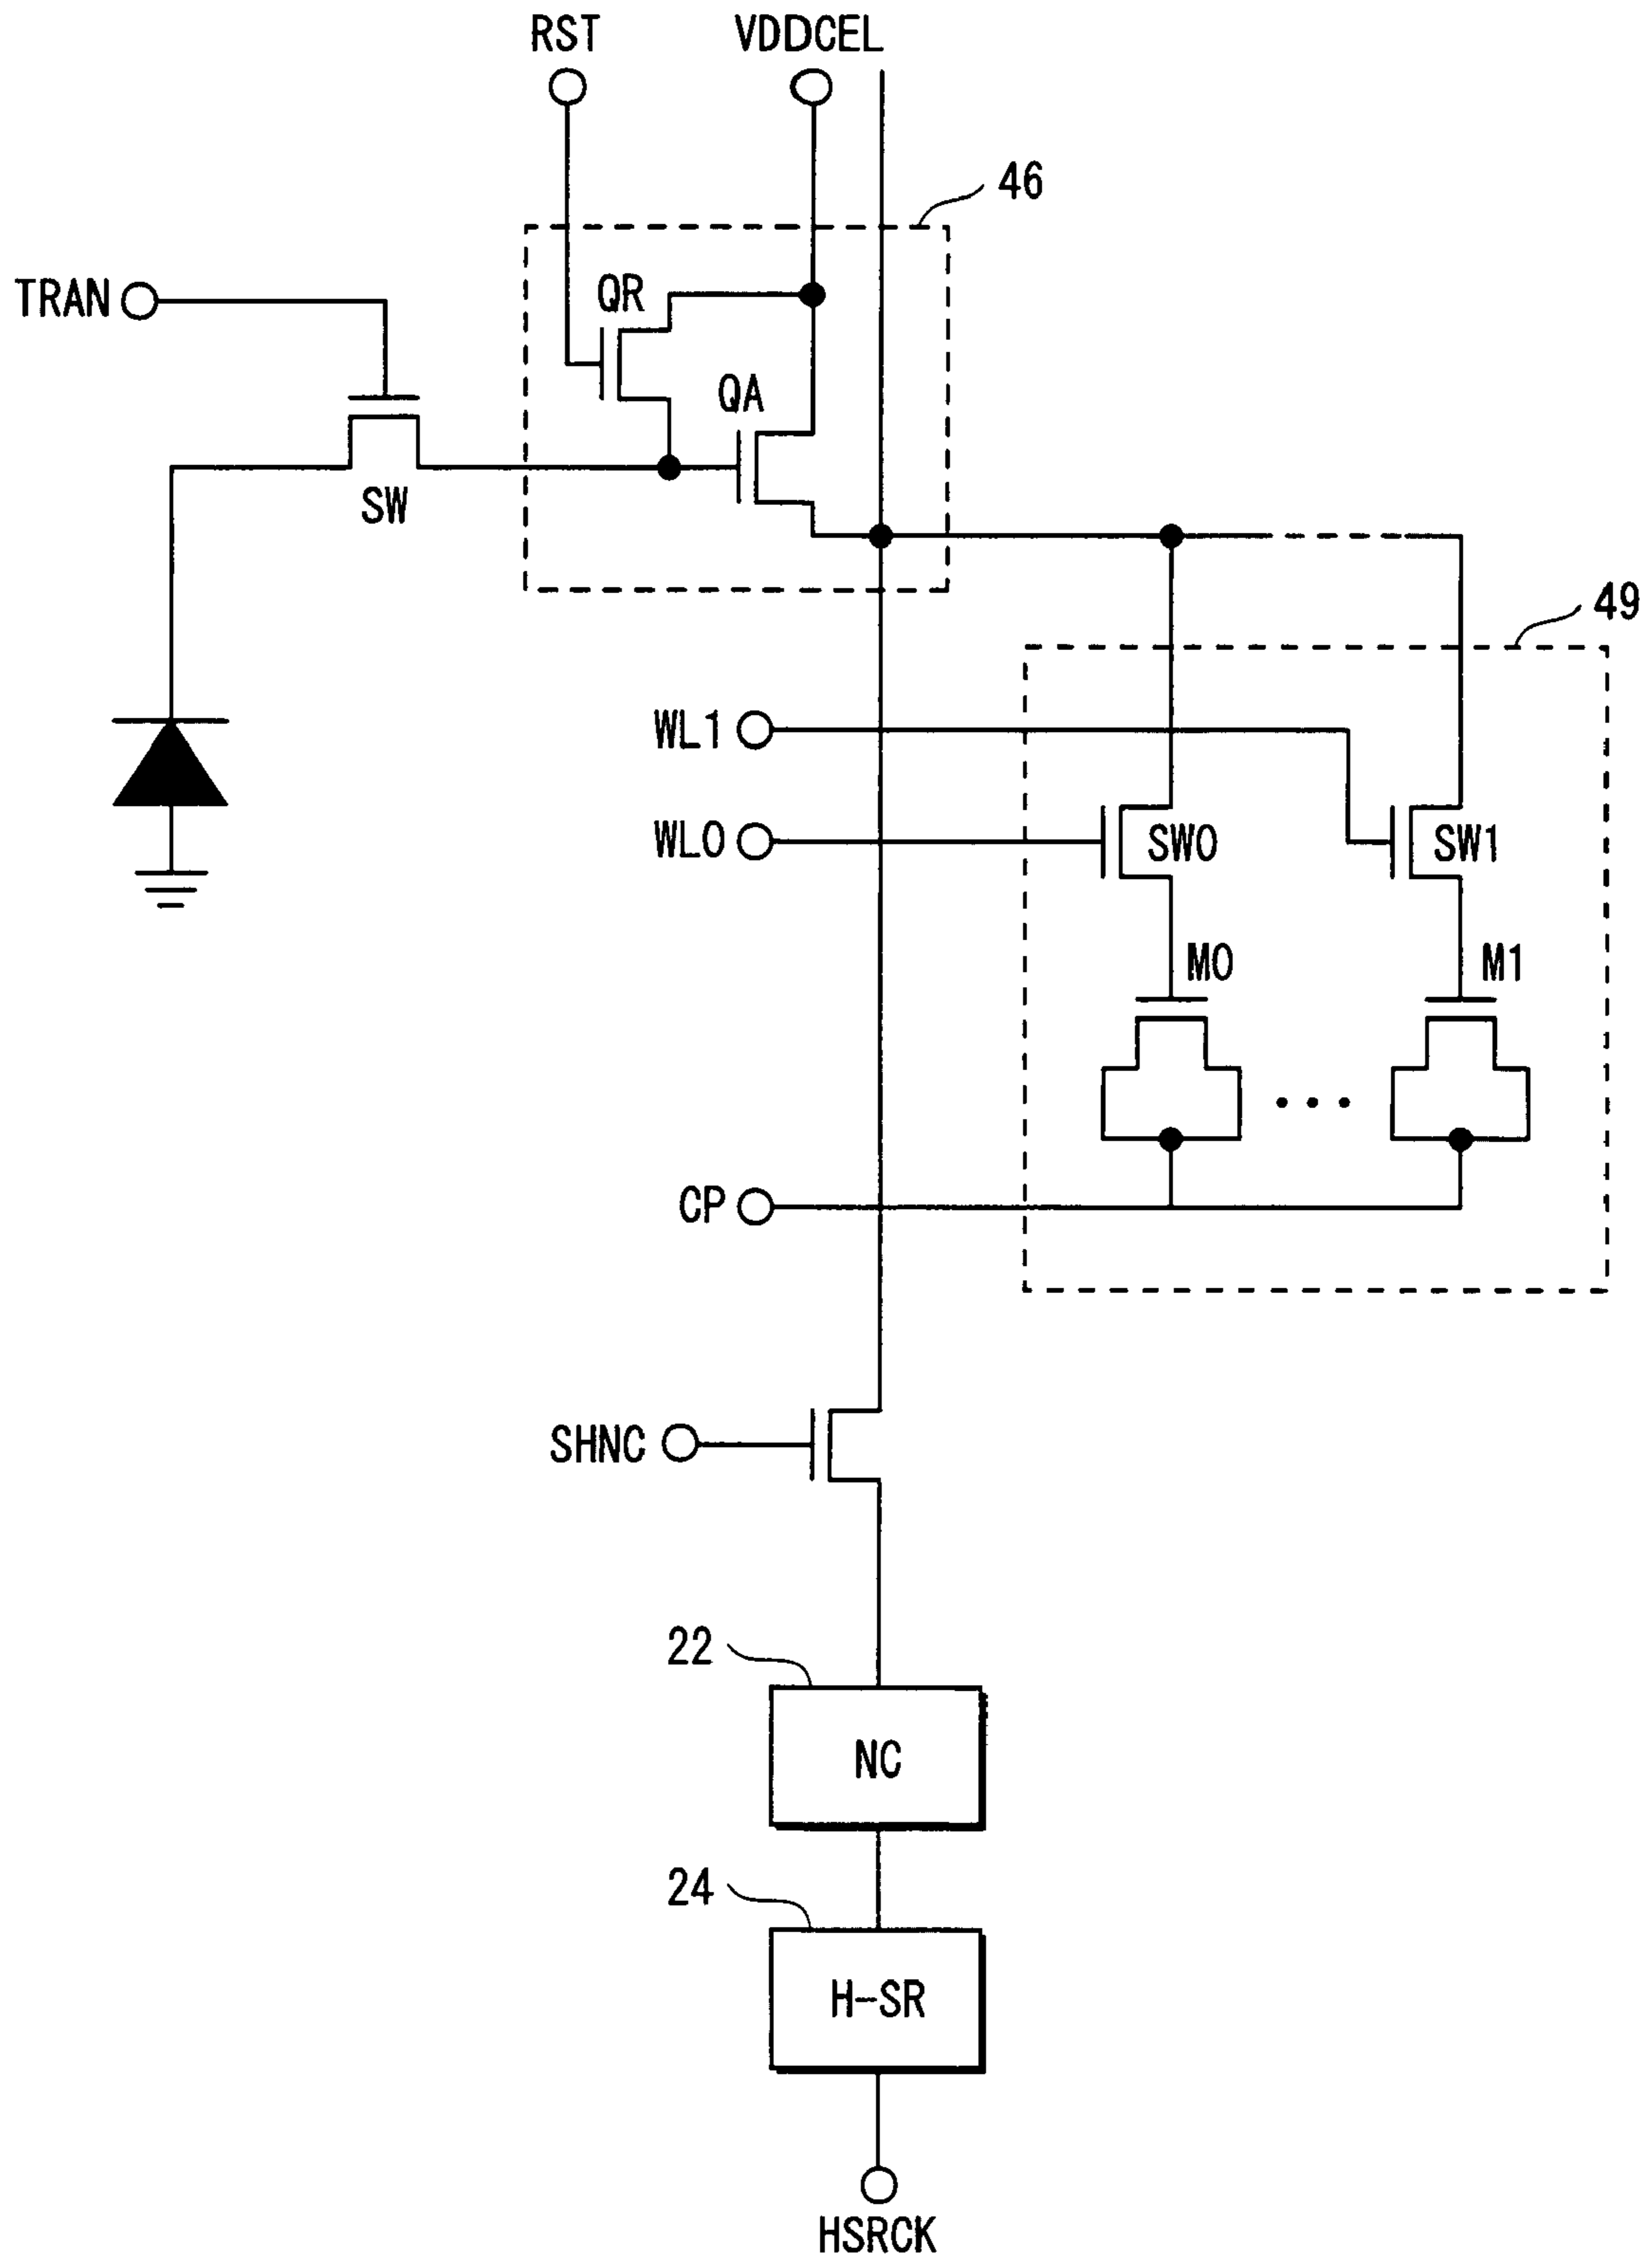 RST
VDDCEL
46
TRAN
QR
QA
SW
49
WL1
WL0
SW0
SW1
M0
M1
CP
SHNC
22
NC
24
H-SR
HSRCK